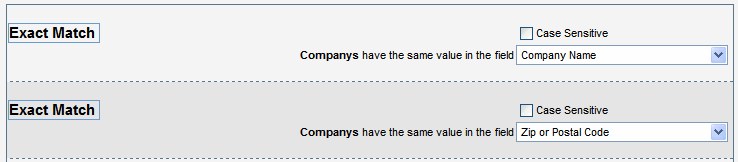 Exact Match
Case Sensitive
Companys have the same value in the field Company Name
Exact Match
Case Sensitive
Companys have the same value in the field Zip or Postal Code